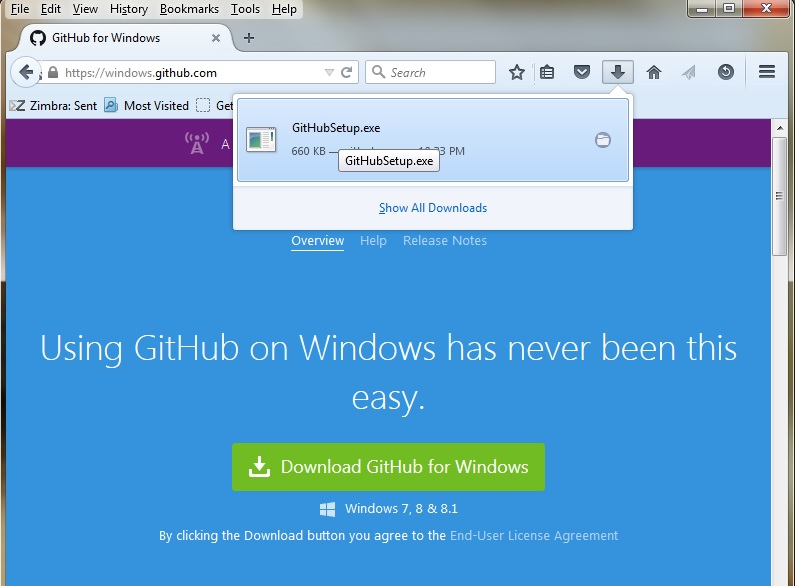 File Edit View History Bookmarks Tools Help
GitHub for Windows
https://windows.github.com
Search
Zimbra: Sent Most Visited Get
GitHubSetup.exe
A
660 KB — PM
GitHubSetup.exe
Show All Downloads
Overview Help Release Notes
Using GitHub on Windows has never been this
easy.
Download GitHub for Windows
Windows 7, 8 & 8.1
By clicking the Download button you agree to the End-User License Agreement